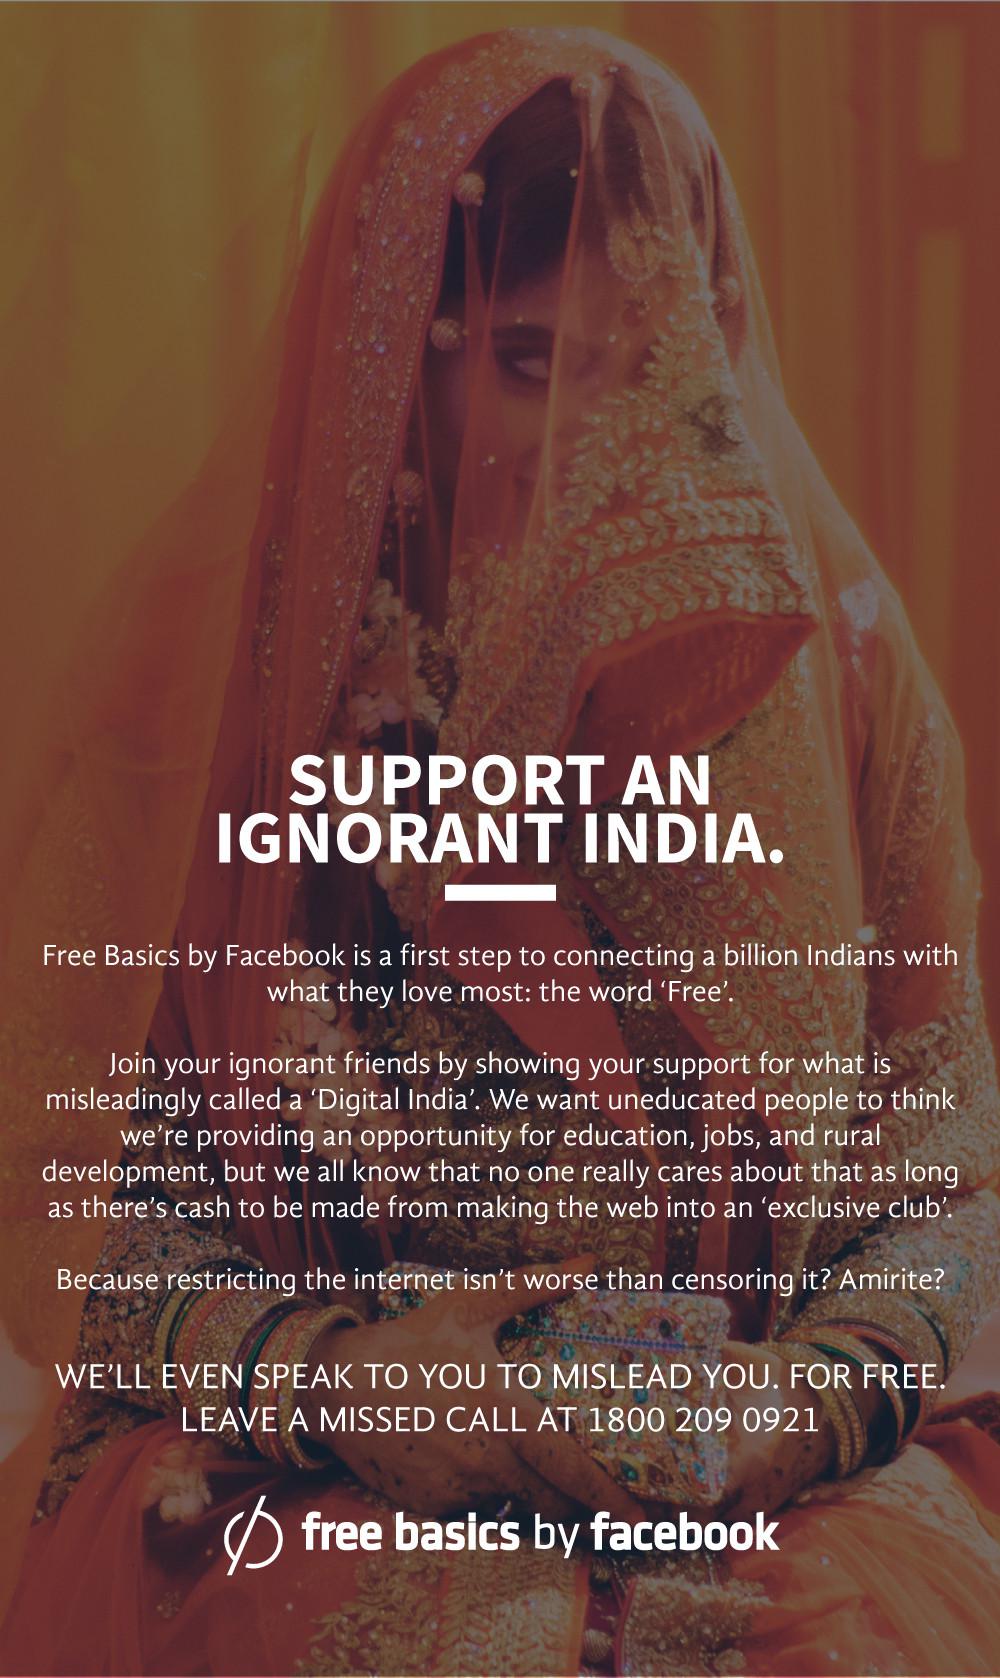 SUPPORT AN
IGNORANT INDIA.
Free Basics by Facebook is a first step to connecting a billion Indians with
what they love most: the word ‘Free’.
Join your ignorant friends by showing your support for what is
misleadingly called a ‘Digital India’. We want uneducated people to think
we’re providing an opportunity for education, jobs, and rural
development, but we all know that no one really cares about that as long
as there’s cash to be made from making the web into an ‘exclusive club’.
Because restricting the internet isn’t worse than censoring it? Amirite?
WE’LL EVEN SPEAK TO YOU TO MISLEAD YOU. FOR FREE.
LEAVE A MISSED CALL AT 1800 209 0921
free basics by facebook